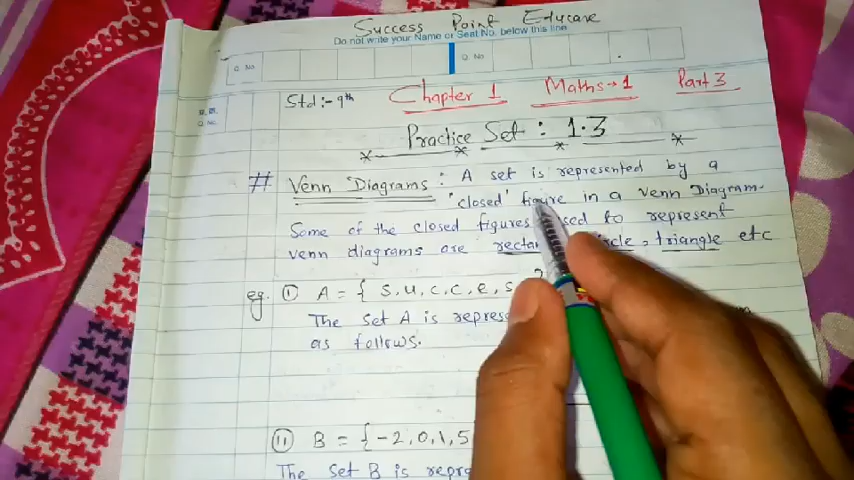 Success Point Educare
Do not write your Name or Seat No. below this line
Q. No
Q. No
Std :- 9th Chapter 1 Maths → 1 Part 3
Practice Set : 1.3
# Venn Diagrams : A set is represented by a
'closed' figure in a Venn Diagram.
Some of the closed figures used to represent
venn diagrams are triangle etc
eg. (i) A = { S, u, c, c, e, s
The set A is
as follows.
(ii) B = { -2, 0, 1, 5
The set B is